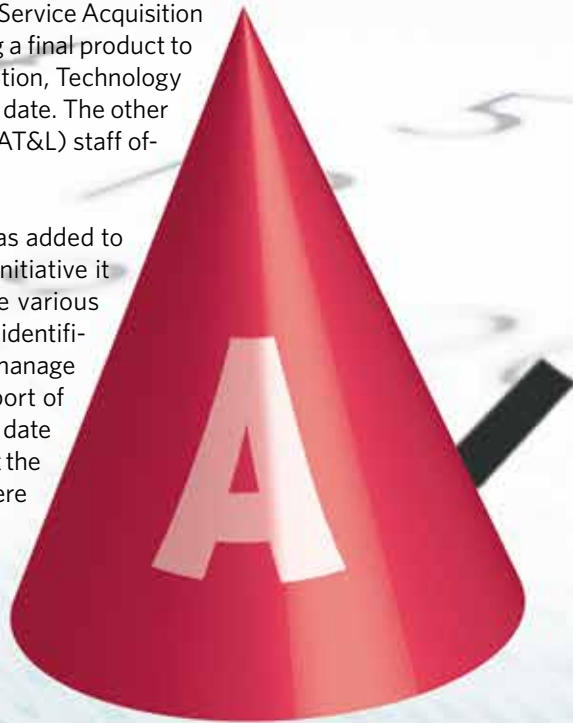 Service Acquisition
g a final product to
tion, Technology
date. The other
AT&L) staff of-
as added to
nitiative it
e various
identifi-
manage
port of
date
t the
ere
A